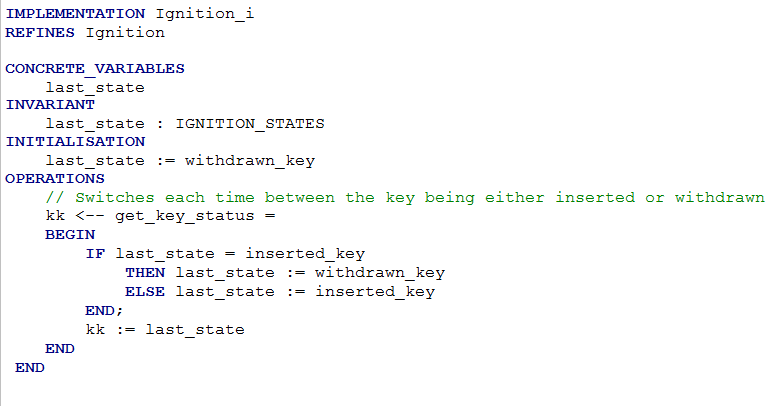 IMPLEMENTATION Ignition_i
REFINES Ignition

CONCRETE_VARIABLES
    last_state
INVARIANT
    last_state : IGNITION_STATES
INITIALISATION
    last_state := withdrawn_key
OPERATIONS
    // Switches each time between the key being either inserted or withdrawn
    kk <-- get_key_status =
    BEGIN
        IF last_state = inserted_key
            THEN last_state := withdrawn_key
            ELSE last_state := inserted_key
        END;
        kk := last_state
    END
 END